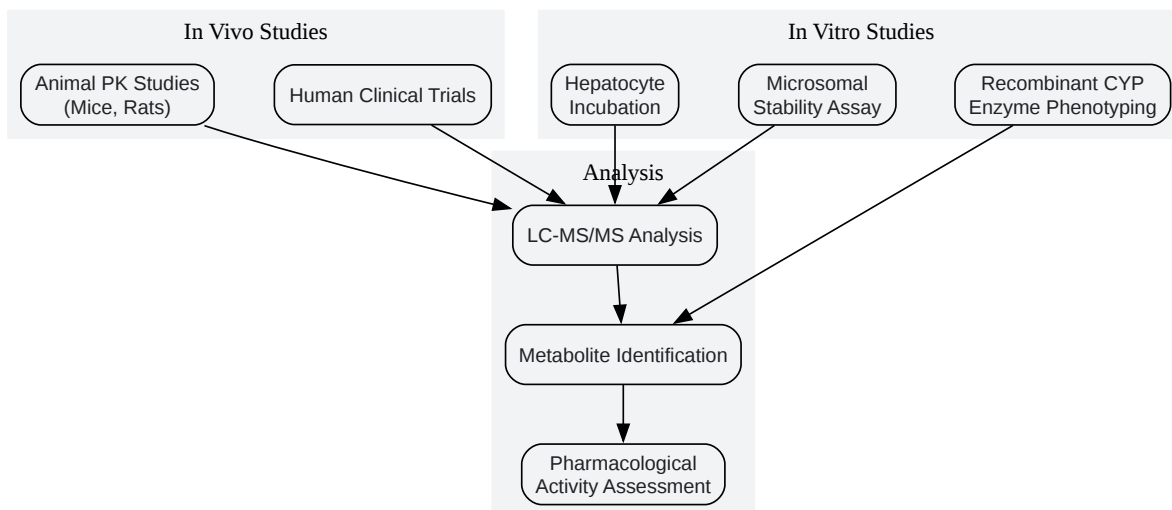 In Vivo Studies
In Vitro Studies
Animal PK Studies
(Mice, Rats)
Human Clinical Trials
Hepatocyte
Incubation
Microsomal
Stability Assay
Recombinant CYP
Enzyme Phenotyping
Analysis
LC-MS/MS Analysis
Metabolite Identification
Pharmacological
Activity Assessment